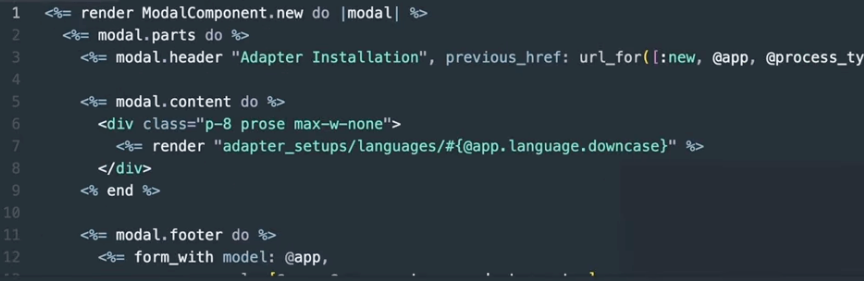 1 <%= render ModalComponent.new do |modal| %>
2 <%= modal.parts do %>
3 <%= modal.header "Adapter Installation", previous_href: url_for([:new, @app, @process_ty
4
5 <%= modal.content do %>
6 <div class="p-8 prose max-w-none">
7 <%= render "adapter_setups/languages/#{@app.language.downcase}" %>
8 </div>
9 <% end %>
10
11 <%= modal.footer do %>
12 <%= form_with model: @app,